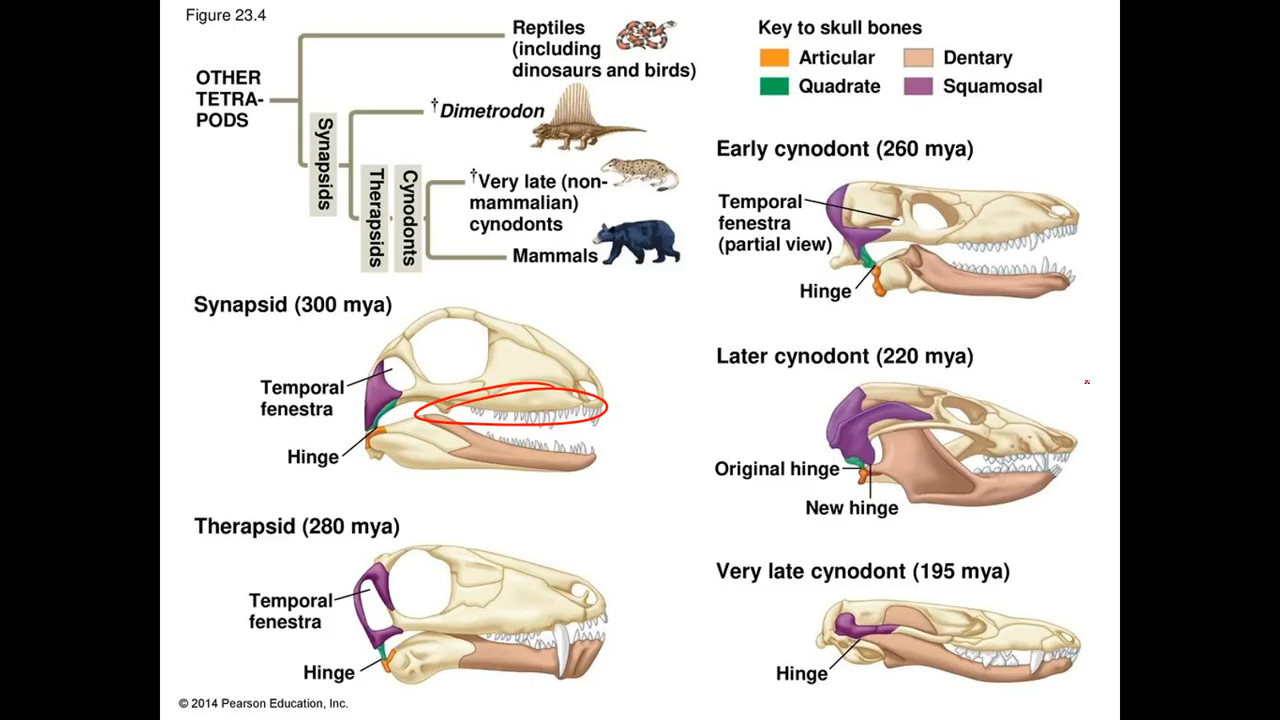 Figure 23.4
OTHER
TETRA-
PODS
Reptiles
(including
dinosaurs and birds)
†Dimetrodon
†Very late (non-
mammalian)
cynodonts
Mammals
Synapsids
Therapsids
Cynodonts
Key to skull bones
Articular
Dentary
Quadrate
Squamosal
Synapsid (300 mya)
Temporal
fenestra
Hinge
Therapsid (280 mya)
Temporal
fenestra
Hinge
Early cynodont (260 mya)
Temporal
fenestra
(partial view)
Hinge
Later cynodont (220 mya)
Original hinge
New hinge
Very late cynodont (195 mya)
Hinge
© 2014 Pearson Education, Inc.